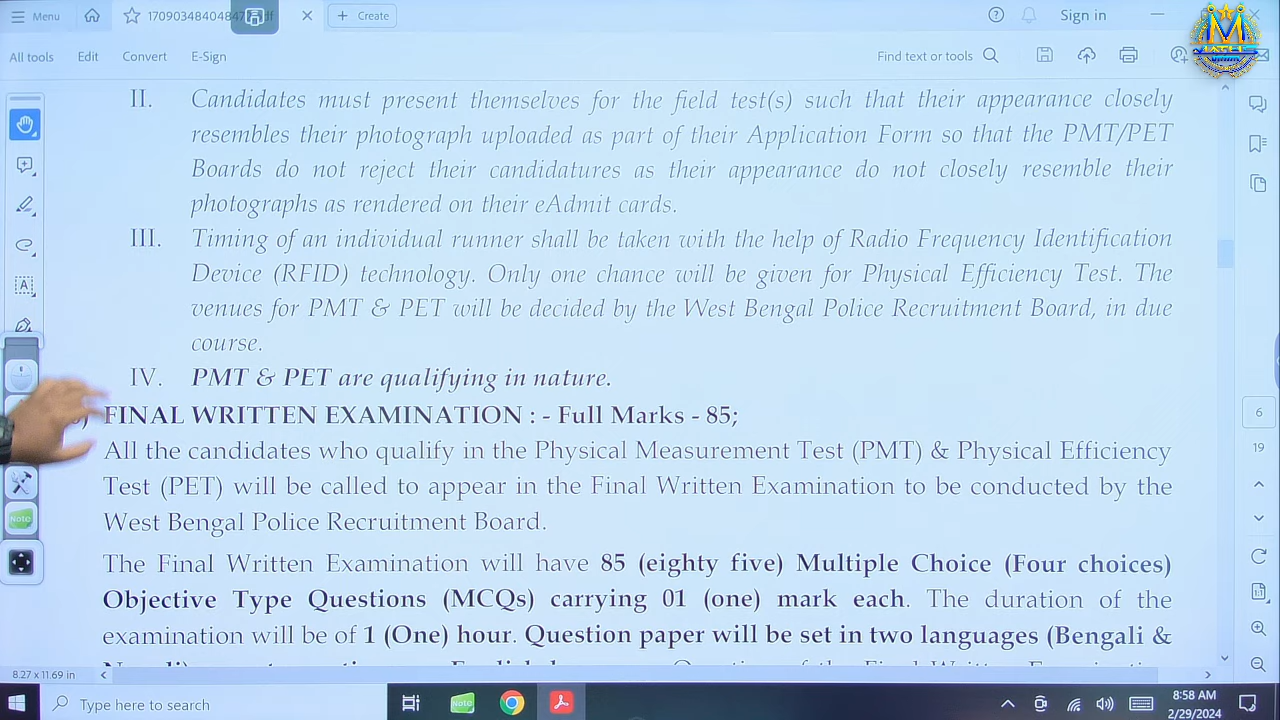 Menu
17090348404847
df
Create
Sign in
All tools
Edit
Convert
E-Sign
Find text or tools
II. Candidates must present themselves for the field test(s) such that their appearance closely
resembles their photograph uploaded as part of their Application Form so that the PMT/PET
Boards do not reject their candidatures as their appearance do not closely resemble their
photographs as rendered on their eAdmit cards.
III. Timing of an individual runner shall be taken with the help of Radio Frequency Identification
Device (RFID) technology. Only one chance will be given for Physical Efficiency Test. The
venues for PMT & PET will be decided by the West Bengal Police Recruitment Board, in due
course.
IV. PMT & PET are qualifying in nature.
FINAL WRITTEN EXAMINATION : - Full Marks - 85;
All the candidates who qualify in the Physical Measurement Test (PMT) & Physical Efficiency
Test (PET) will be called to appear in the Final Written Examination to be conducted by the
West Bengal Police Recruitment Board.
The Final Written Examination will have 85 (eighty five) Multiple Choice (Four choices)
Objective Type Questions (MCQs) carrying 01 (one) mark each. The duration of the
examination will be of 1 (One) hour. Question paper will be set in two languages (Bengali &
6
19
Note
8.27 x 11.69 in
Type here to search
Note
8:58 AM
2/29/2024
M